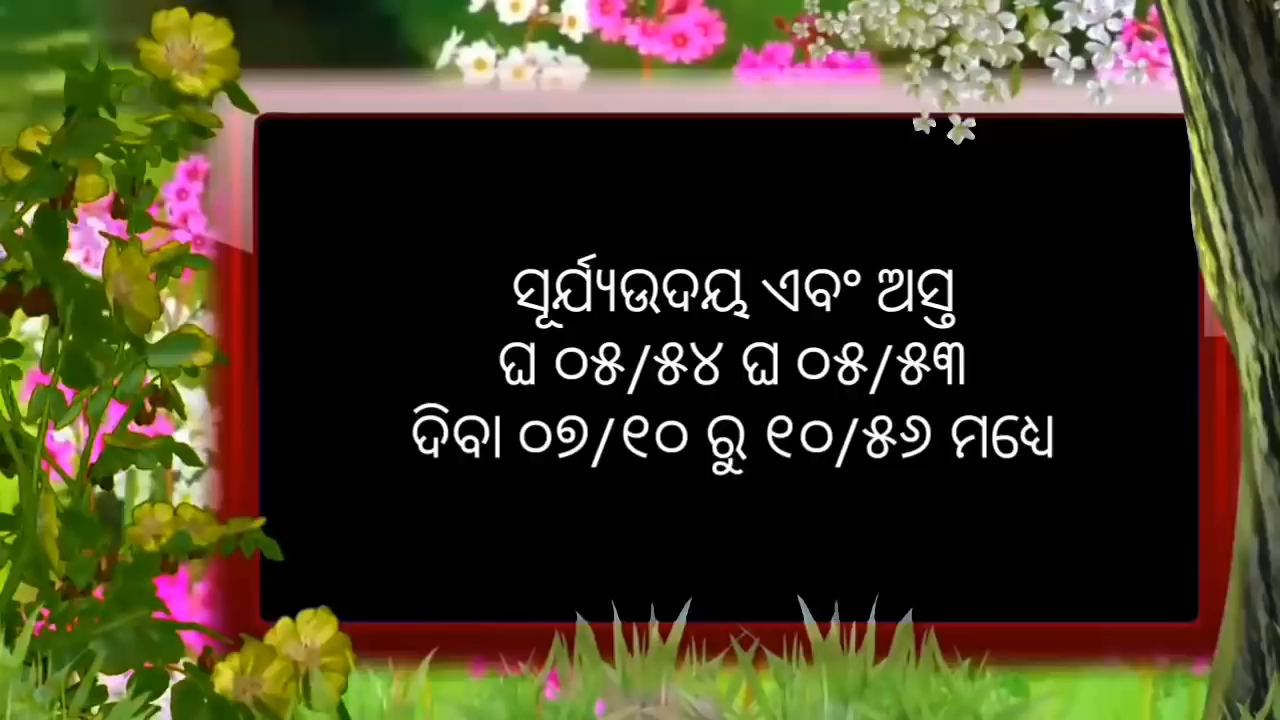 ସୂର୍ଯ୍ୟଉଦୟ ଏବଂ ଅସ୍ତ
ଘ ୦୫/୫୪ ଘ ୦୫/୫୩
ଦିବା ୦୭/୧୦ ରୁ ୧୦/୫୬ ମଧ୍ୟେ